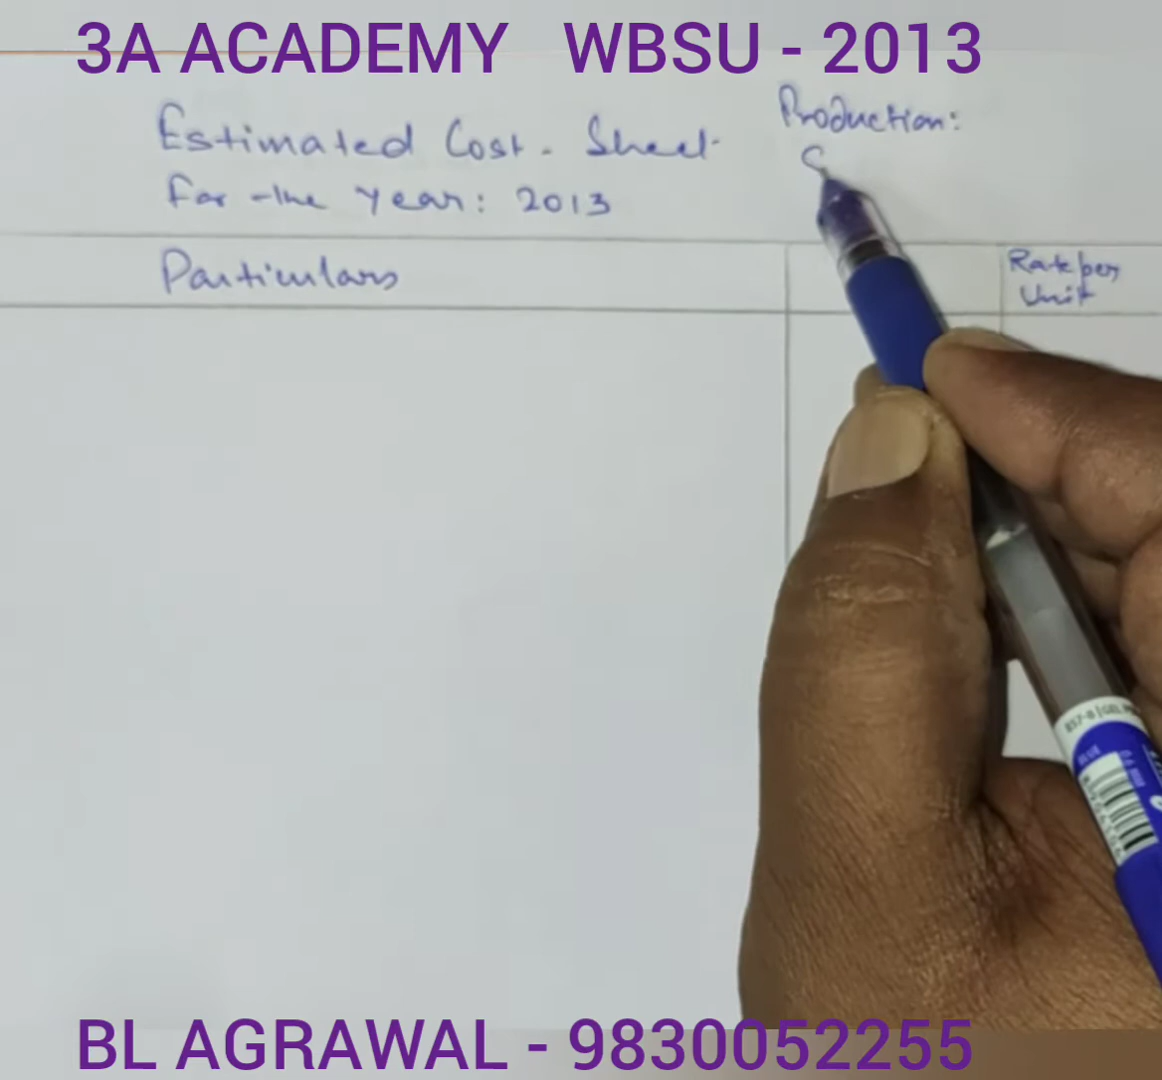 3A ACADEMY WBSU - 2013
Estimated Cost. Sheet
Production:
For the Year: 2013
Particulars
Rate/per
Unit
BL AGRAWAL - 9830052255